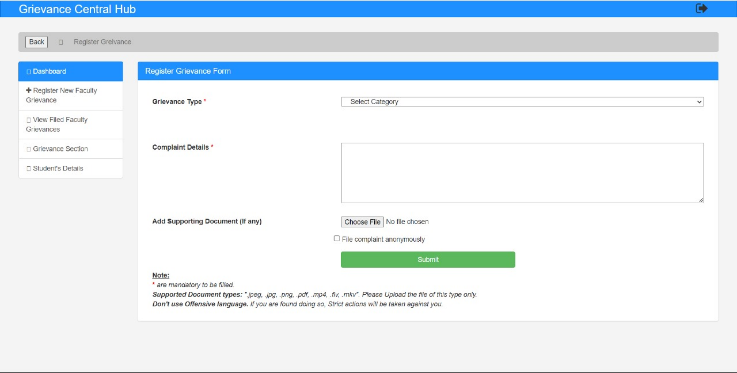 Grievance Central Hub
Back
Register Greivance
Dashboard
Register New Faculty
Grievance
View Filed Faculty
Grievances
Grievance Section
Student's Details
Register Grievance Form
Grievance Type *
Select Category
Complaint Details *
Add Supporting Document (If any)
Choose File No file chosen
File complaint anonymously
Submit
Note:
* are mandatory to be filled.
Supported Document types: ".jpeg, .jpg, .png, .pdf, .mp4, .flv, .mkv". Please Upload the file of this type only.
Don't use Offensive language. If you are found doing so, Strict actions will be taken against you.